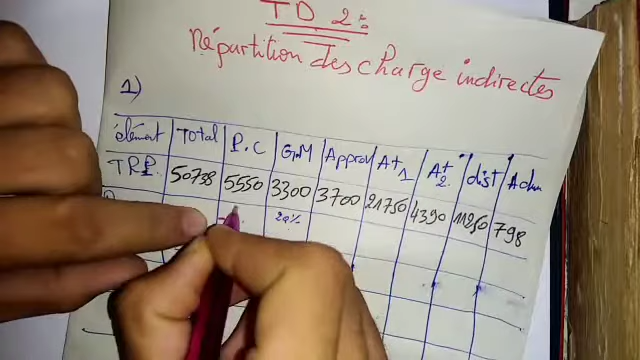 TD 2:
Répartition des charge indirectes
1)
élément Total P.C G.M Approv At 1 At 2 dist Adm
TRP 50738 5550 3300 3700 21750 4390 11250 798
20%